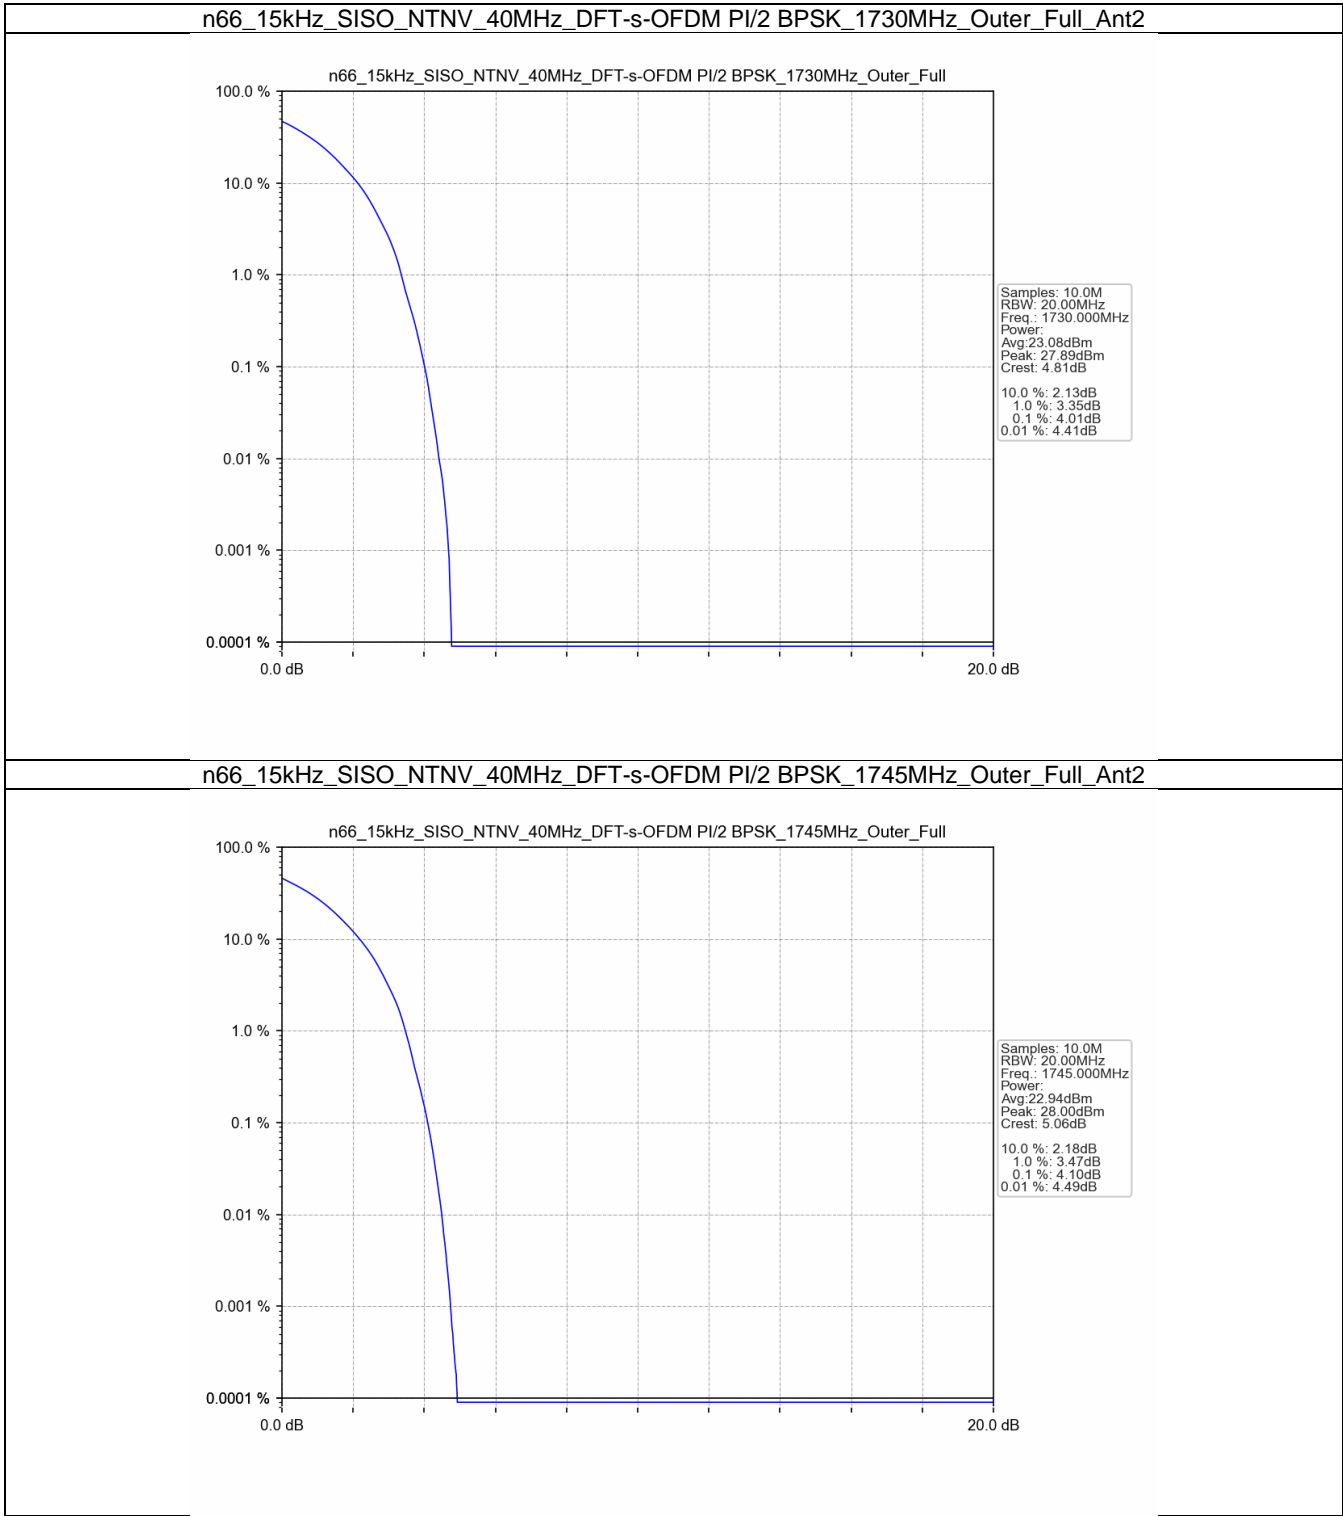 n66_15kHz_SISO_NTNV_40MHz_DFT-s-OFDM PI/2 BPSK_1730MHz_Outer_Full_Ant2
n66_15kHz_SISO_NTNV_40MHz_DFT-s-OFDM PI/2 BPSK_1730MHz_Outer_Full
100.0 %
10.0 %
1.0 %
0.1 %
0.01 %
0.001 %
0.0001 %
0.0 dB
20.0 dB
Samples: 10.0M
RBW: 20.00MHz
Freq.: 1730.000MHz
Power:
Avg:23.08dBm
Peak: 27.89dBm
Crest: 4.81dB
10.0 %: 2.13dB
1.0 %: 3.35dB
0.1 %: 4.01dB
0.01 %: 4.41dB
n66_15kHz_SISO_NTNV_40MHz_DFT-s-OFDM PI/2 BPSK_1745MHz_Outer_Full_Ant2
n66_15kHz_SISO_NTNV_40MHz_DFT-s-OFDM PI/2 BPSK_1745MHz_Outer_Full
100.0 %
10.0 %
1.0 %
0.1 %
0.01 %
0.001 %
0.0001 %
0.0 dB
20.0 dB
Samples: 10.0M
RBW: 20.00MHz
Freq.: 1745.000MHz
Power:
Avg:22.94dBm
Peak: 28.00dBm
Crest: 5.06dB
10.0 %: 2.18dB
1.0 %: 3.47dB
0.1 %: 4.10dB
0.01 %: 4.49dB